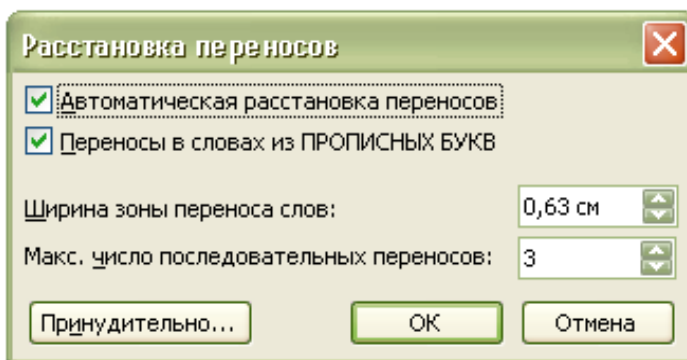 Расстановка переносов
Автоматическая расстановка переносов
Переносы в словах из ПРОПИСНЫХ БУКВ
Ширина зоны переноса слов: 0,63 см
Макс. число последовательных переносов: 3
Принудительно... ОК Отмена